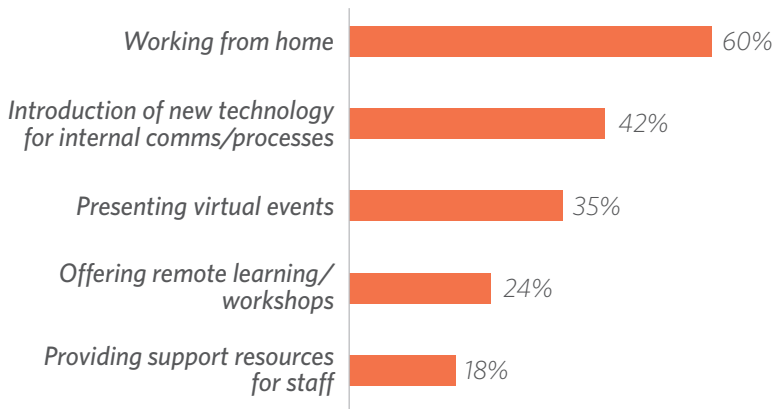 Working from home
60%
Introduction of new technology
for internal comms/processes
42%
Presenting virtual events
35%
Offering remote learning/
workshops
24%
Providing support resources
for staff
18%